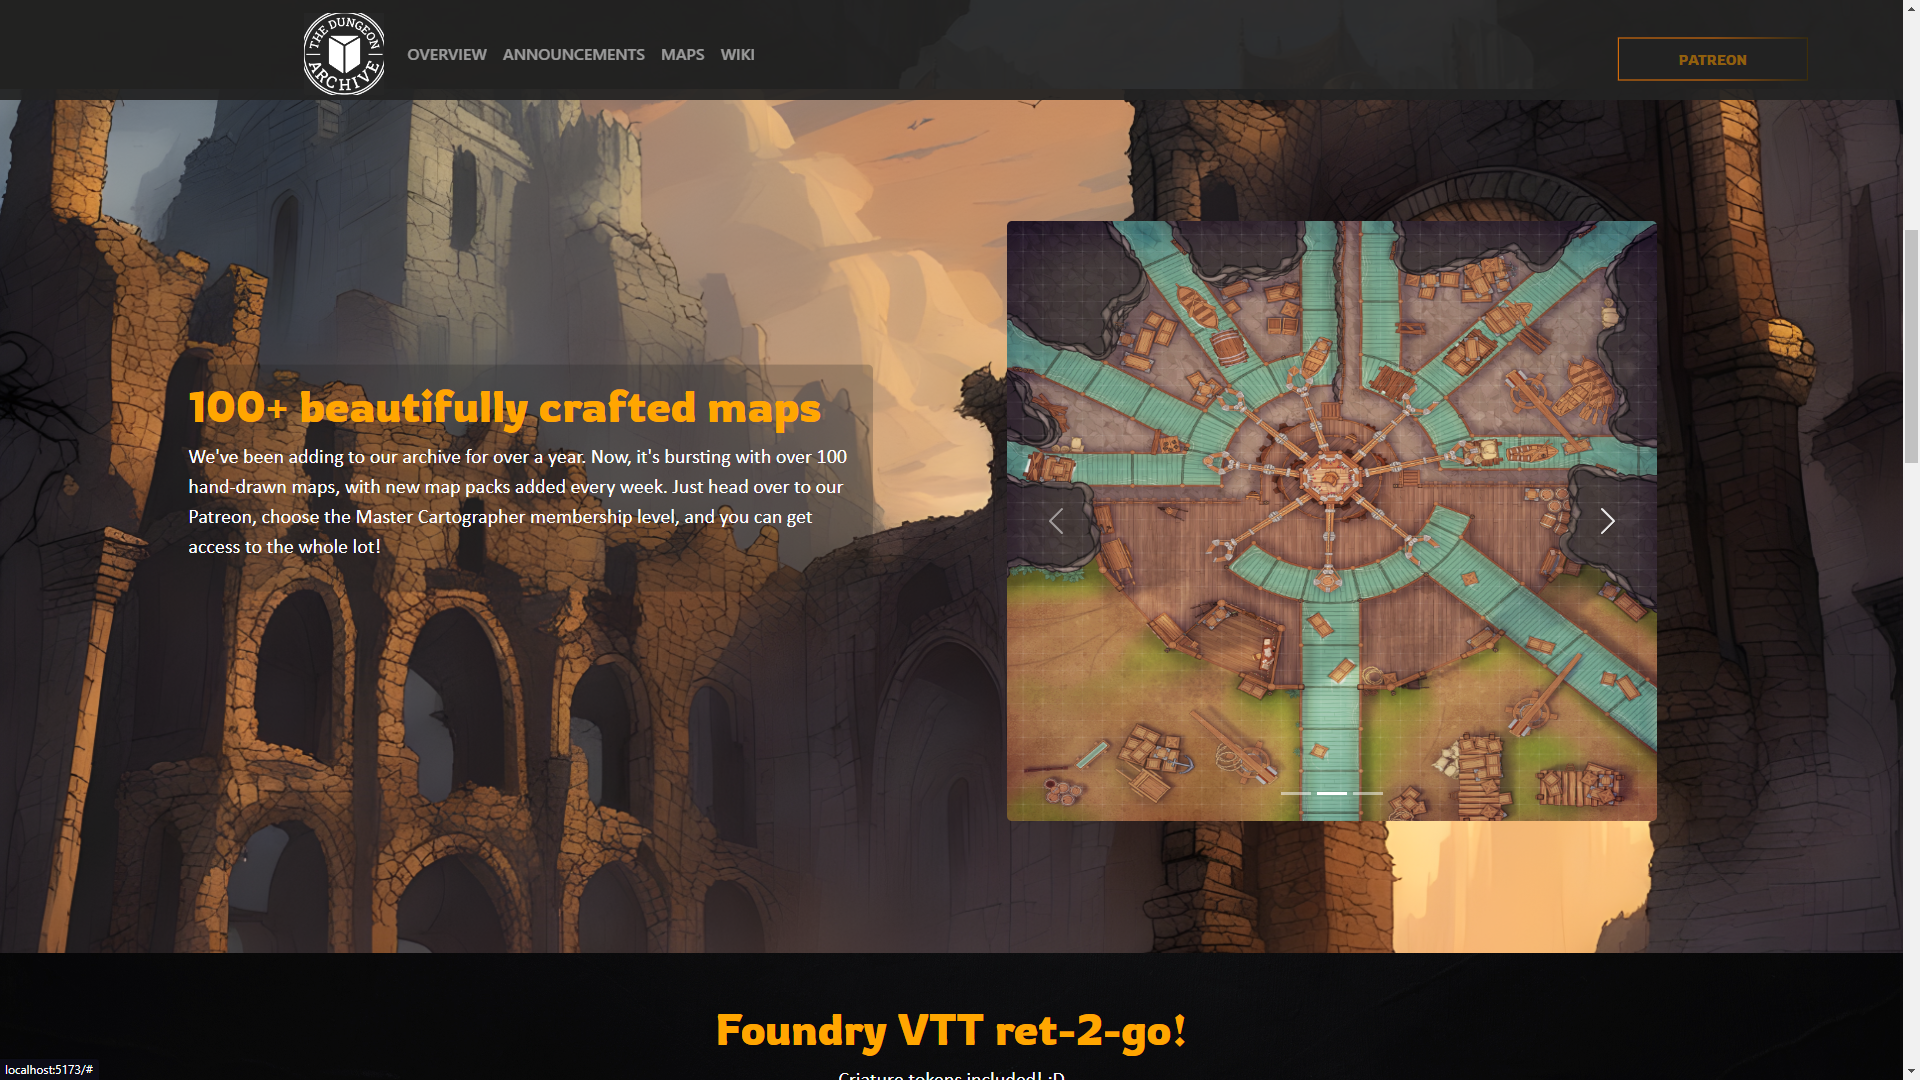 THE DUNGEON
ARCHIVE
OVERVIEW ANNOUNCEMENTS MAPS WIKI
PATREON
100+ beautifully crafted maps
We've been adding to our archive for over a year. Now, it's bursting with over 100
hand-drawn maps, with new map packs added every week. Just head over to our
Patreon, choose the Master Cartographer membership level, and you can get
access to the whole lot!
Foundry VTT ret-2-go!
Criature tokens included! :D
localhost:5173/#